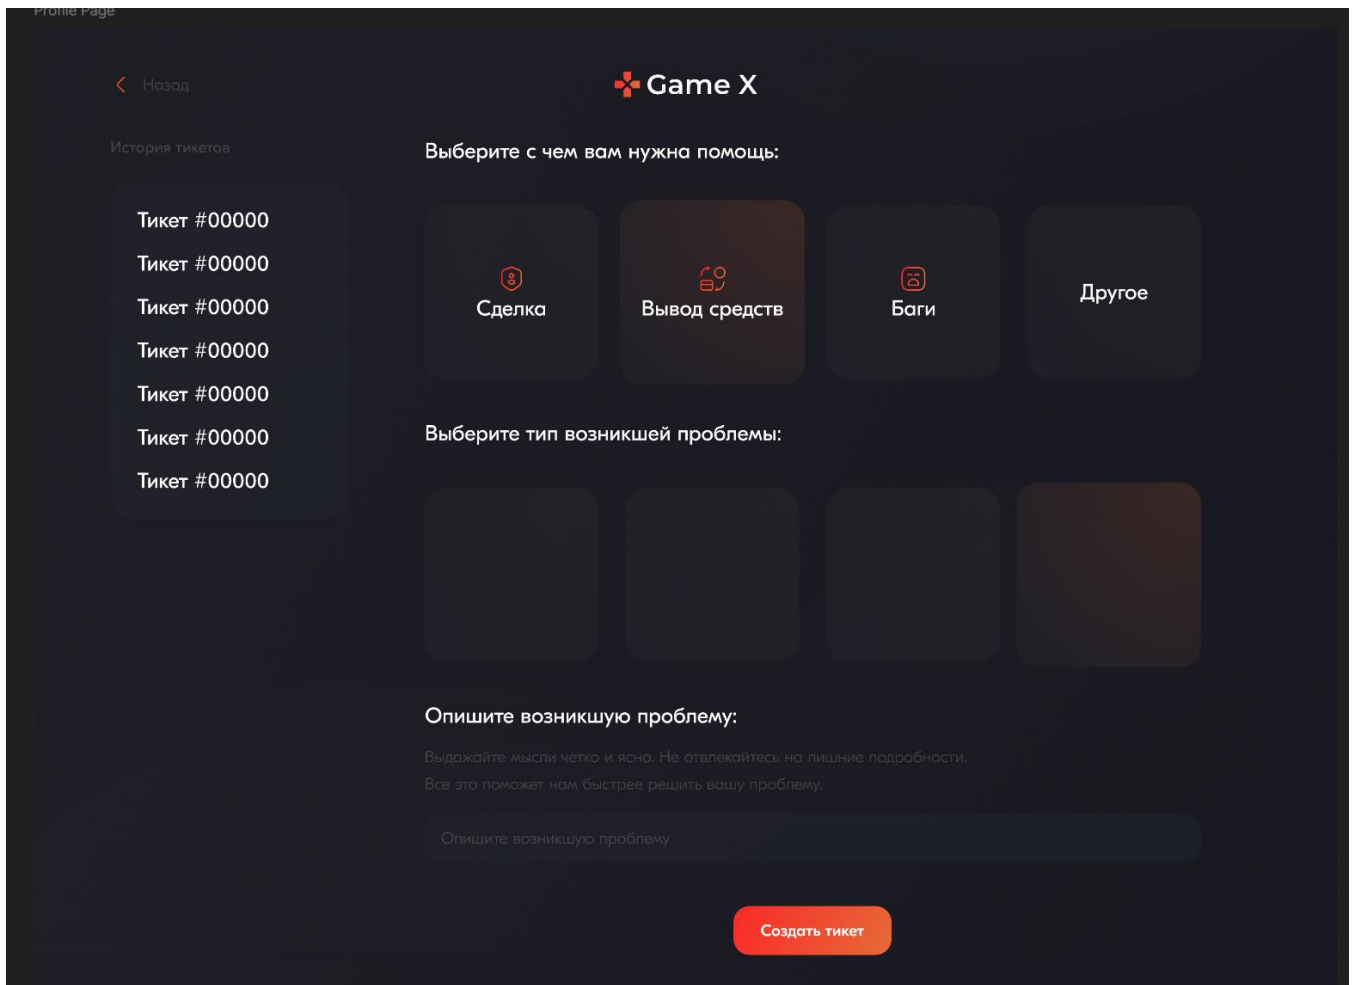 Profile Page
Назад
Game X
История тикетов
Тикет #00000
Тикет #00000
Тикет #00000
Тикет #00000
Тикет #00000
Тикет #00000
Тикет #00000
Выберите с чем вам нужна помощь:
Сделка
Вывод средств
Баги
Другое
Выберите тип возникшей проблемы:
Опишите возникшую проблему:
Выдажайте мысли четко и ясно. Не отвлекайтесь на лишние подробности.
Все это поможет нам быстрее решить вашу проблему.
Опишите возникшую проблему
Создать тикет